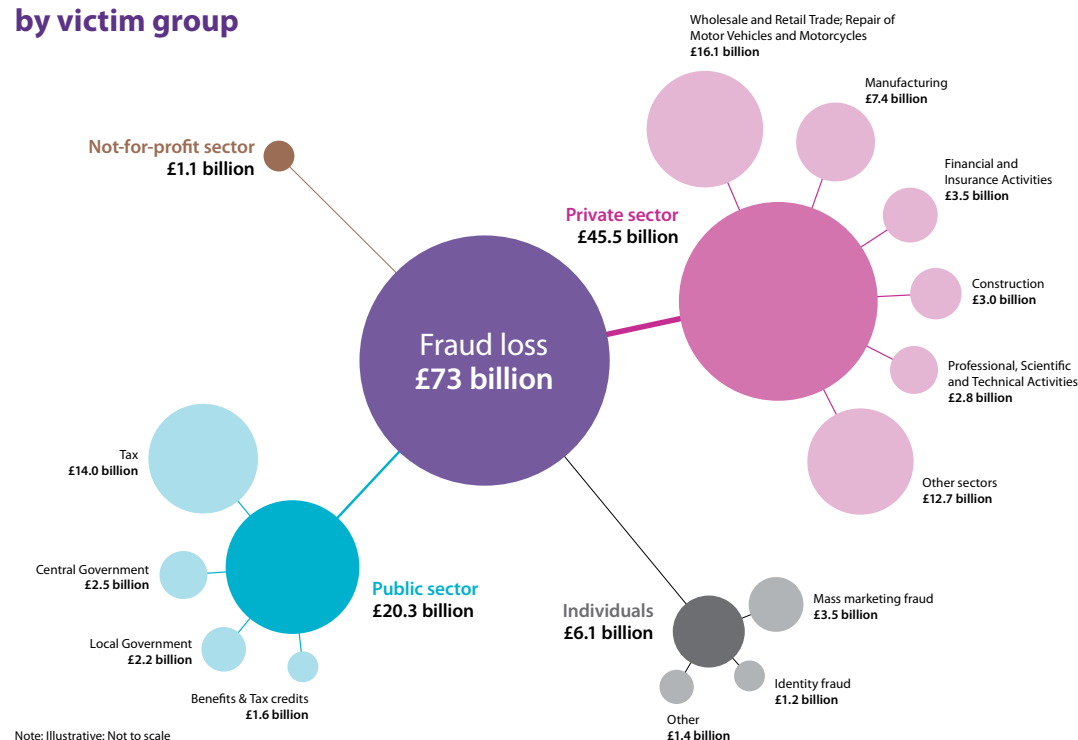 by victim group
Wholesale and Retail Trade; Repair of
Motor Vehicles and Motorcycles
£16.1 billion
Manufacturing
£7.4 billion
Not-for-profit sector
£1.1 billion
Financial and
Insurance Activities
£3.5 billion
Private sector
£45.5 billion
Construction
£3.0 billion
Fraud loss
£73 billion
Professional, Scientific
and Technical Activities
£2.8 billion
Other sectors
£12.7 billion
Tax
£14.0 billion
Central Government
£2.5 billion
Public sector
£20.3 billion
Local Government
£2.2 billion
Benefits & Tax credits
£1.6 billion
Individuals
£6.1 billion
Mass marketing fraud
£3.5 billion
Identity fraud
£1.2 billion
Other
£1.4 billion
Note: Illustrative: Not to scale